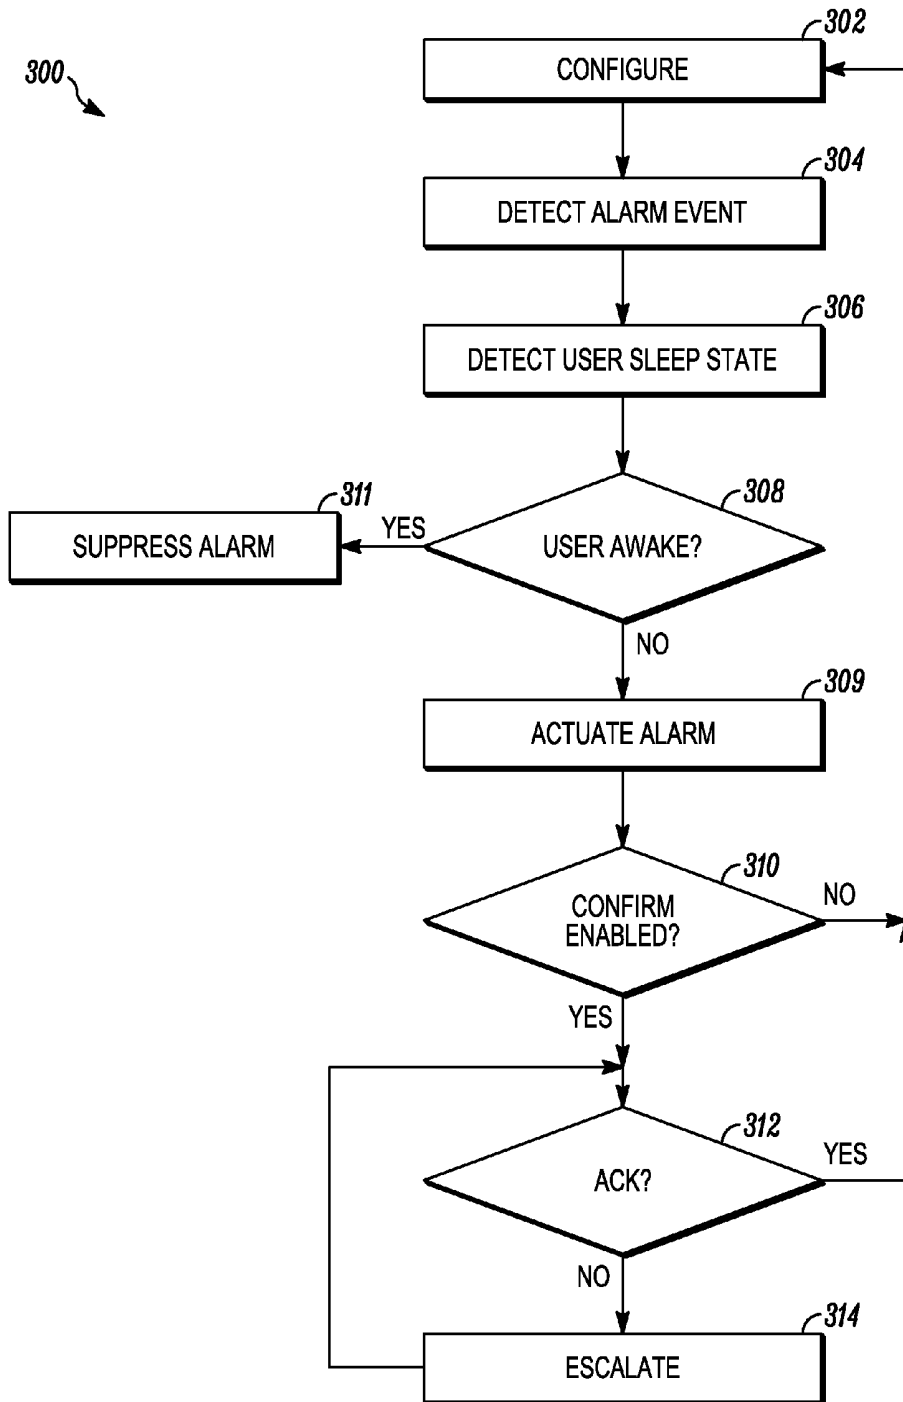 302
CONFIGURE
300
304
DETECT ALARM EVENT
306
DETECT USER SLEEP STATE
308
USER AWAKE?
YES
311
SUPPRESS ALARM
NO
309
ACTUATE ALARM
310
CONFIRM
ENABLED?
NO
YES
312
ACK?
YES
NO
314
ESCALATE